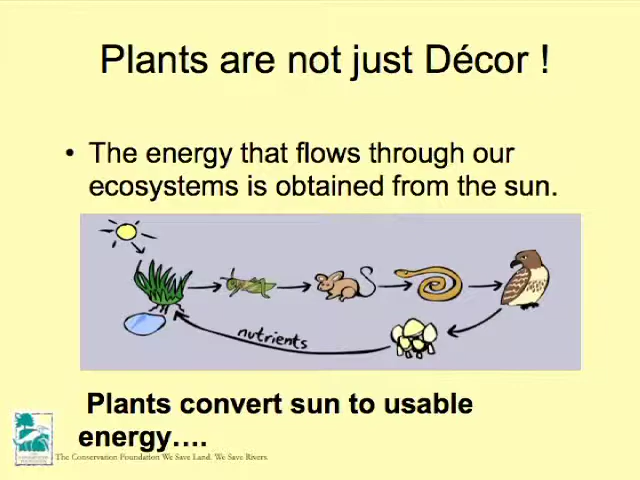 Plants are not just Décor !
• The energy that flows through our
ecosystems is obtained from the sun.
nutrients
Plants convert sun to usable
energy….
The Conservation Foundation We Save Land. We Save Rivers.